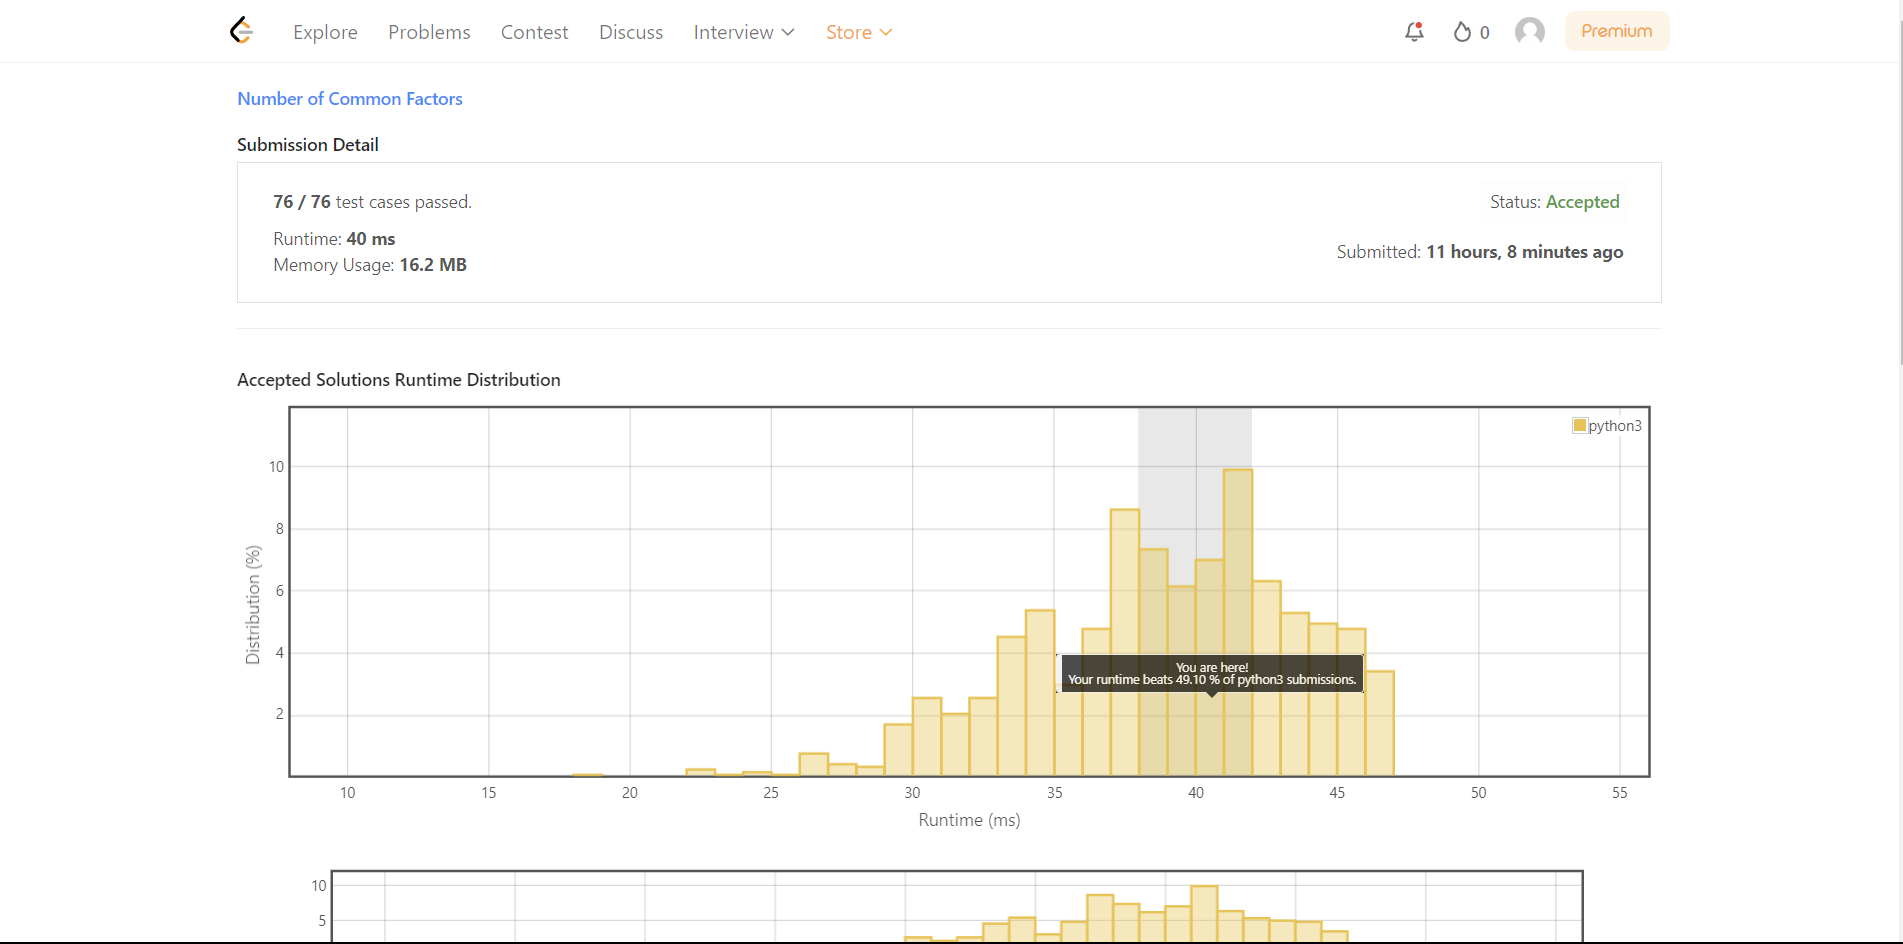 Explore Problems Contest Discuss Interview Store 0 Premium
Number of Common Factors
Submission Detail
76 / 76 test cases passed.
Status: Accepted
Runtime: 40 ms
Submitted: 11 hours, 8 minutes ago
Memory Usage: 16.2 MB
Accepted Solutions Runtime Distribution
python3
10
8
6
4
2
Distribution (%)
You are here!
Your runtime beats 49.10 % of python3 submissions.
10 15 20 25 30 35 40 45 50 55
Runtime (ms)
10
5